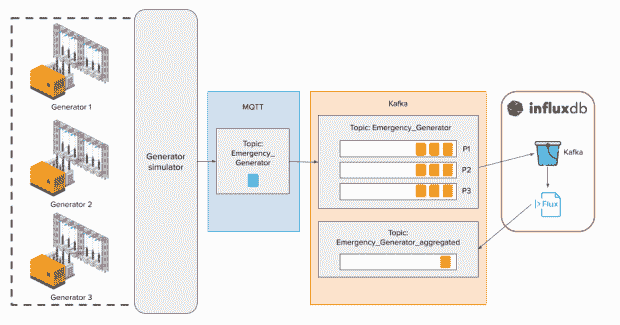 Generator 1
Generator 2
Generator 3
Generator
simulator
MQTT
Topic:
Emergency_
Generator
Kafka
Topic: Emergency_Generator
P1
P2
P3
Topic:
Emergency_Generator_aggregated
influxdb
Kafka
Flux